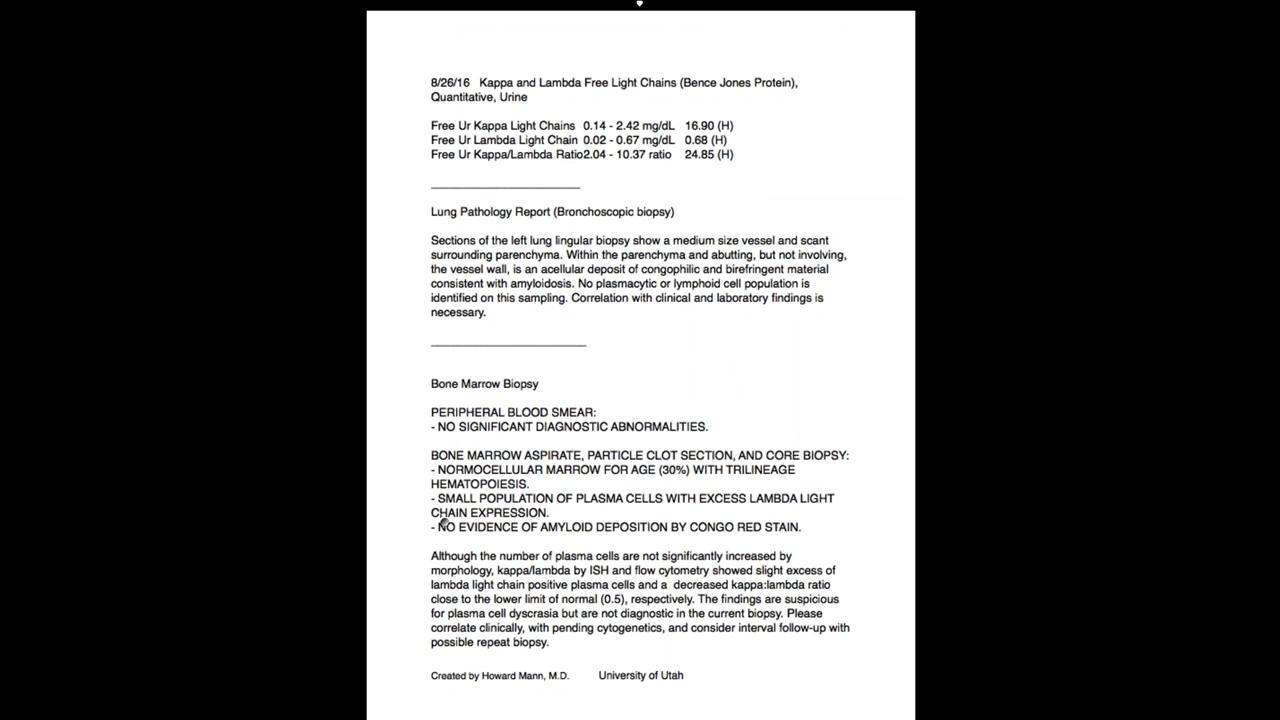 8/26/16 Kappa and Lambda Free Light Chains (Bence Jones Protein),
Quantitative, Urine
Free Ur Kappa Light Chains 0.14 - 2.42 mg/dL 16.90 (H)
Free Ur Lambda Light Chain 0.02 - 0.67 mg/dL 0.68 (H)
Free Ur Kappa/Lambda Ratio2.04 - 10.37 ratio 24.85 (H)
Lung Pathology Report (Bronchoscopic biopsy)
Sections of the left lung lingular biopsy show a medium size vessel and scant
surrounding parenchyma. Within the parenchyma and abutting, but not involving,
the vessel wall, is an acellular deposit of congophilic and birefringent material
consistent with amyloidosis. No plasmacytic or lymphoid cell population is
identified on this sampling. Correlation with clinical and laboratory findings is
necessary.
Bone Marrow Biopsy
PERIPHERAL BLOOD SMEAR:
- NO SIGNIFICANT DIAGNOSTIC ABNORMALITIES.
BONE MARROW ASPIRATE, PARTICLE CLOT SECTION, AND CORE BIOPSY:
- NORMOCELLULAR MARROW FOR AGE (30%) WITH TRILINEAGE
HEMATOPOIESIS.
- SMALL POPULATION OF PLASMA CELLS WITH EXCESS LAMBDA LIGHT
CHAIN EXPRESSION.
- NO EVIDENCE OF AMYLOID DEPOSITION BY CONGO RED STAIN.
Although the number of plasma cells are not significantly increased by
morphology, kappa/lambda by ISH and flow cytometry showed slight excess of
lambda light chain positive plasma cells and a decreased kappa:lambda ratio
close to the lower limit of normal (0.5), respectively. The findings are suspicious
for plasma cell dyscrasia but are not diagnostic in the current biopsy. Please
correlate clinically, with pending cytogenetics, and consider interval follow-up with
possible repeat biopsy.
Created by Howard Mann, M.D. University of Utah